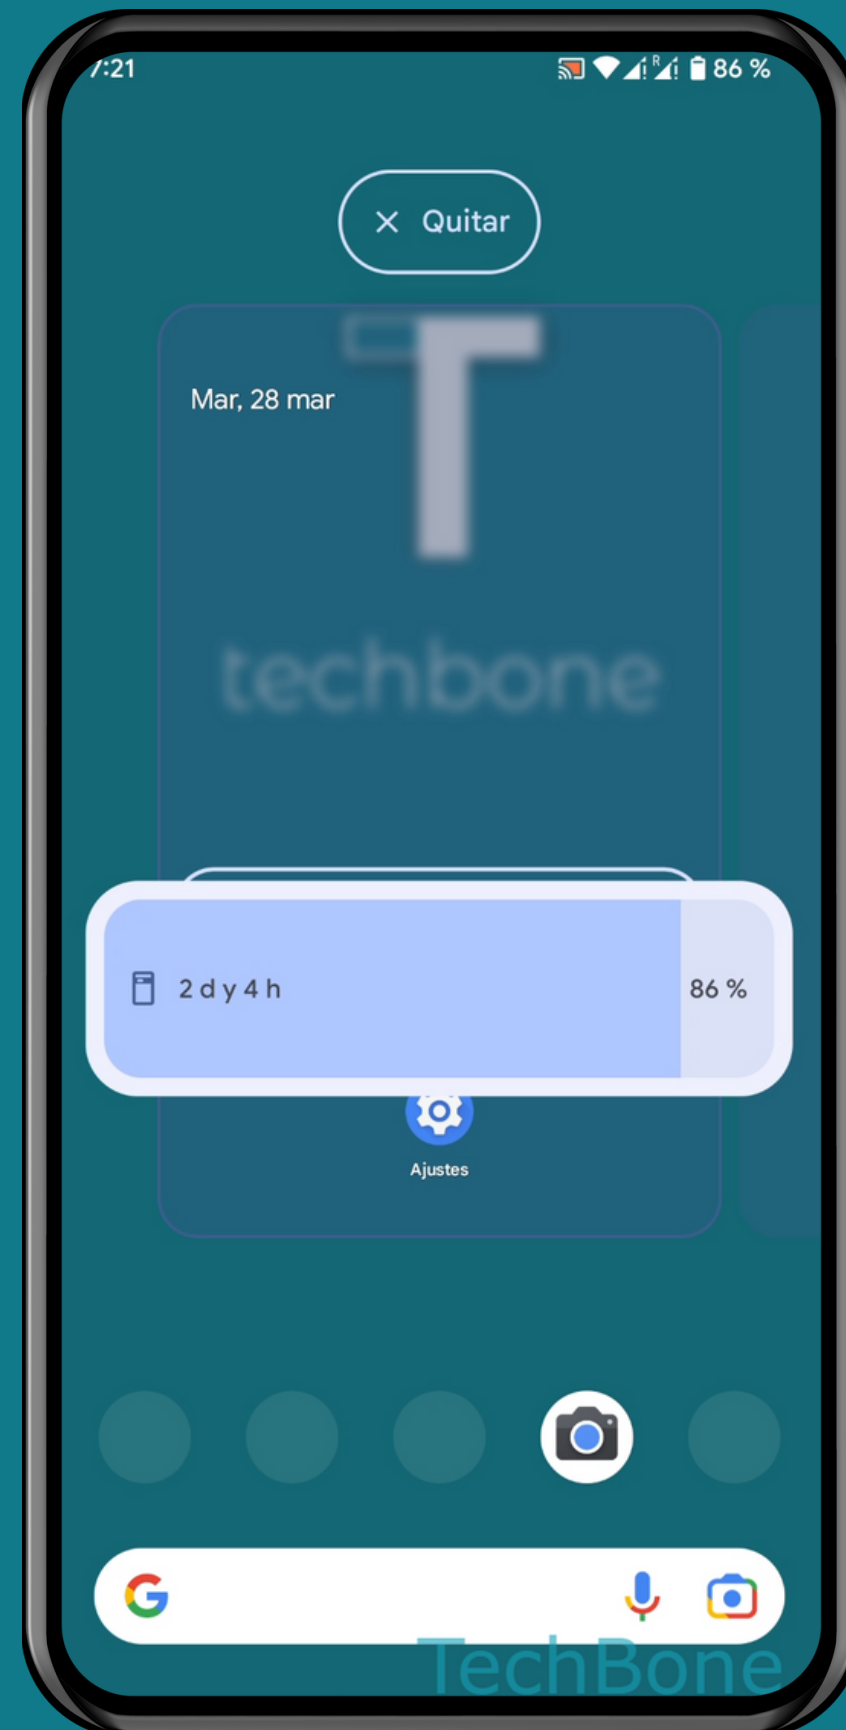 7:21
R
86 %
Quitar
T
Mar, 28 mar
techbone
2 d y 4 h
86 %
Ajustes
G
TechBone